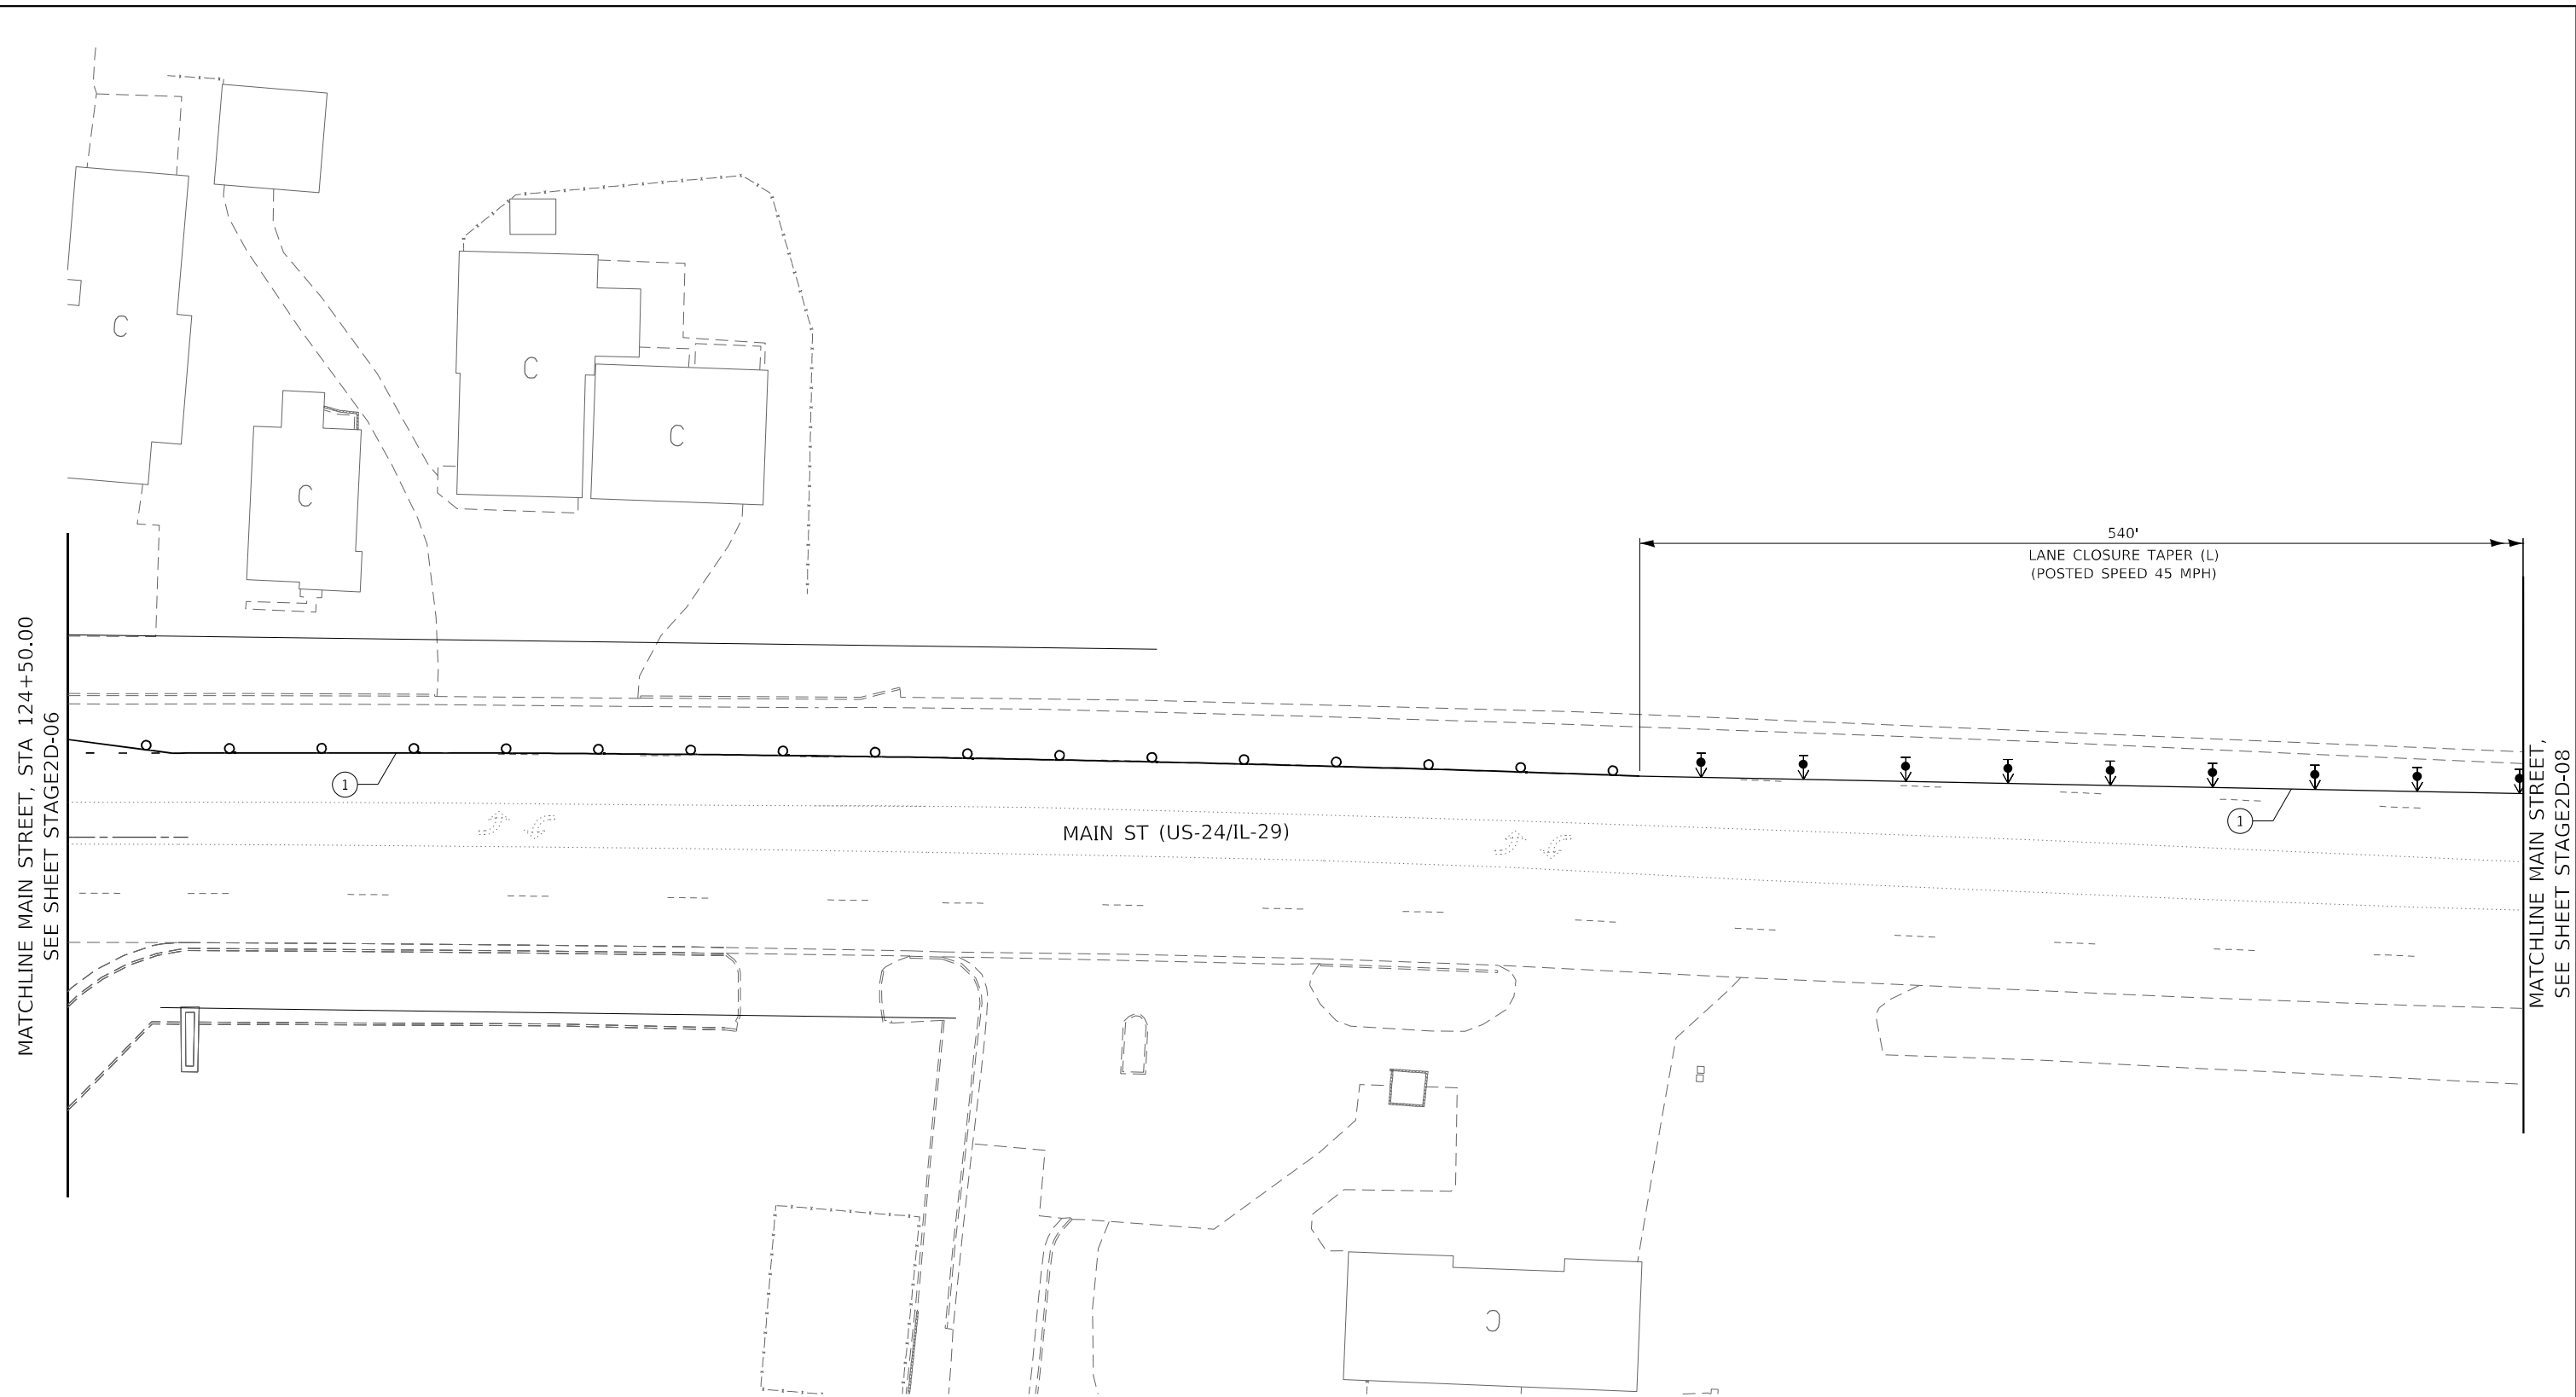 MATCHLINE MAIN STREET, STA 124+50.00
SEE SHEET STAGE2D-06
C
C
C
C
540'
LANE CLOSURE TAPER (L)
(POSTED SPEED 45 MPH)
1
MAIN ST (US-24/IL-29)
1
C
MATCHLINE MAIN STREET,
SEE SHEET STAGE2D-08